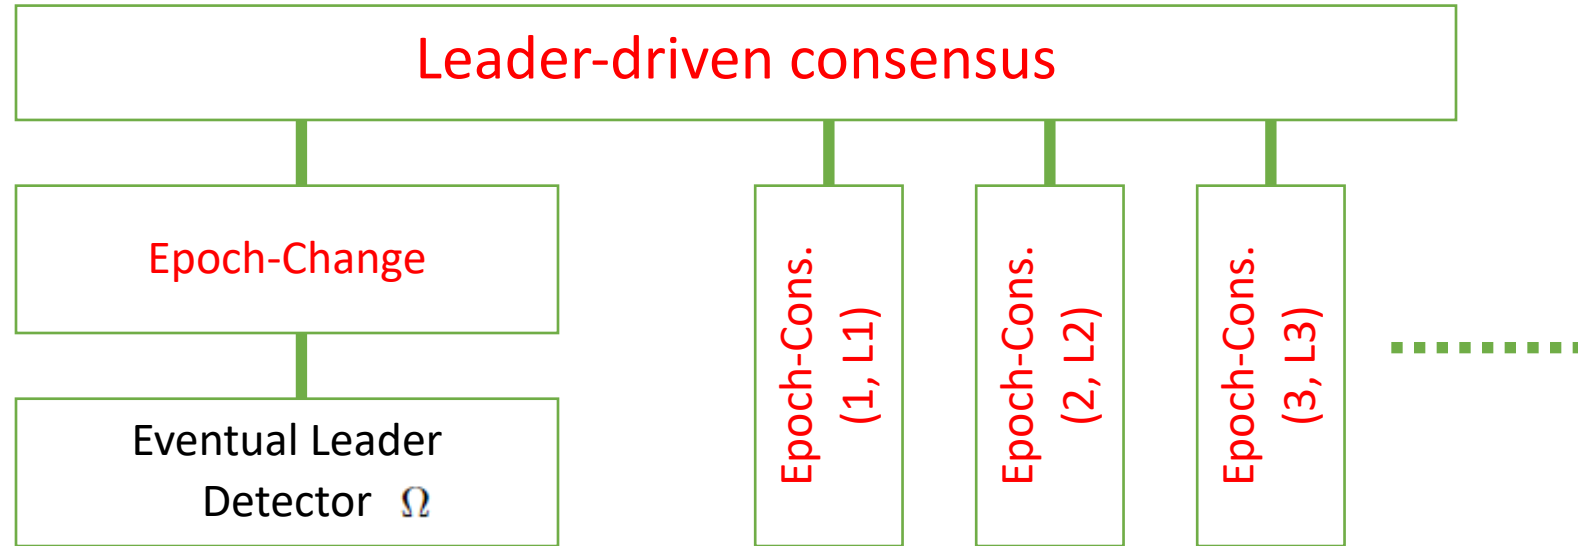 Leader-driven consensus
Epoch-Change
Eventual Leader
Detector Ω
Epoch-Cons.
(1, L1)
Epoch-Cons.
(2, L2)
Epoch-Cons.
(3, L3)